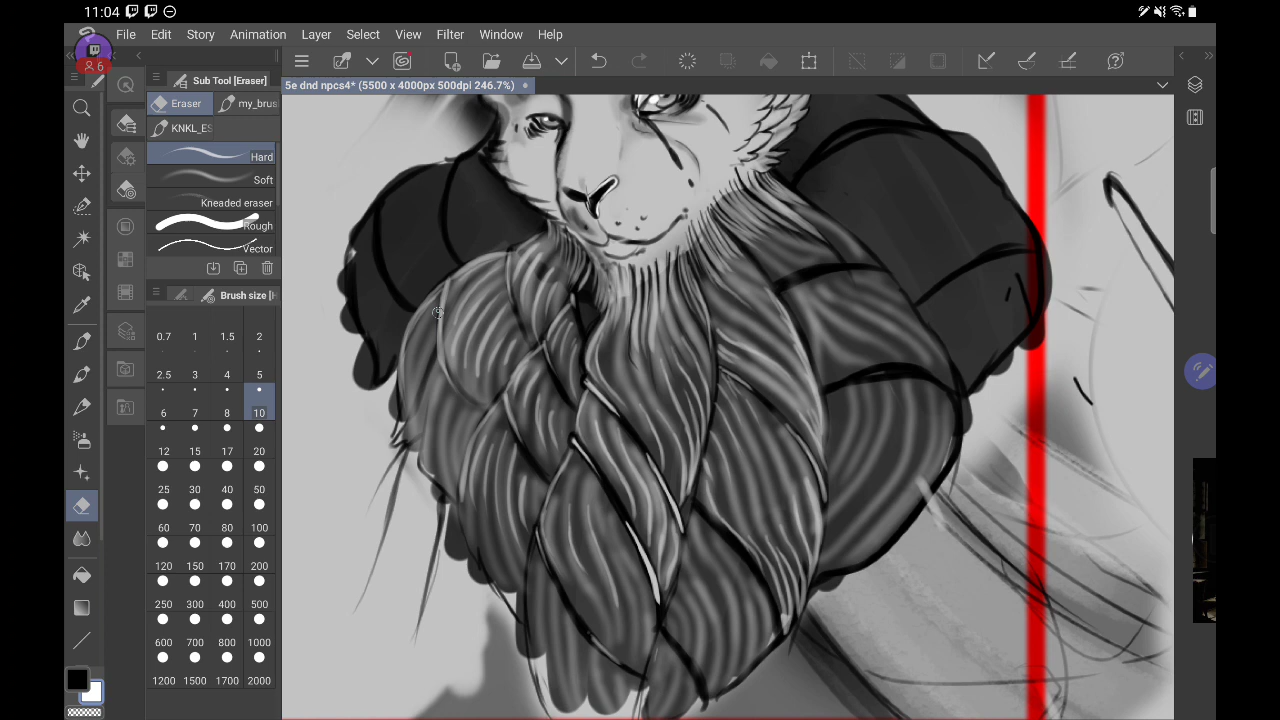 11:04
File Edit Story Animation Layer Select View Filter Window Help
6
Sub Tool [Eraser]
5e dnd npcs4* (5500 x 4000px 500dpi 246.7%)
Eraser my_brus
KNKL_ES
Hard
Soft
Kneaded eraser
Rough
Vector
Brush size [
0.7 1 1.5 2
2.5 3 4 5
6 7 8 10
12 15 17 20
25 30 40 50
60 70 80 100
120 150 170 200
250 300 400 500
600 700 800 1000
1200 1500 1700 2000